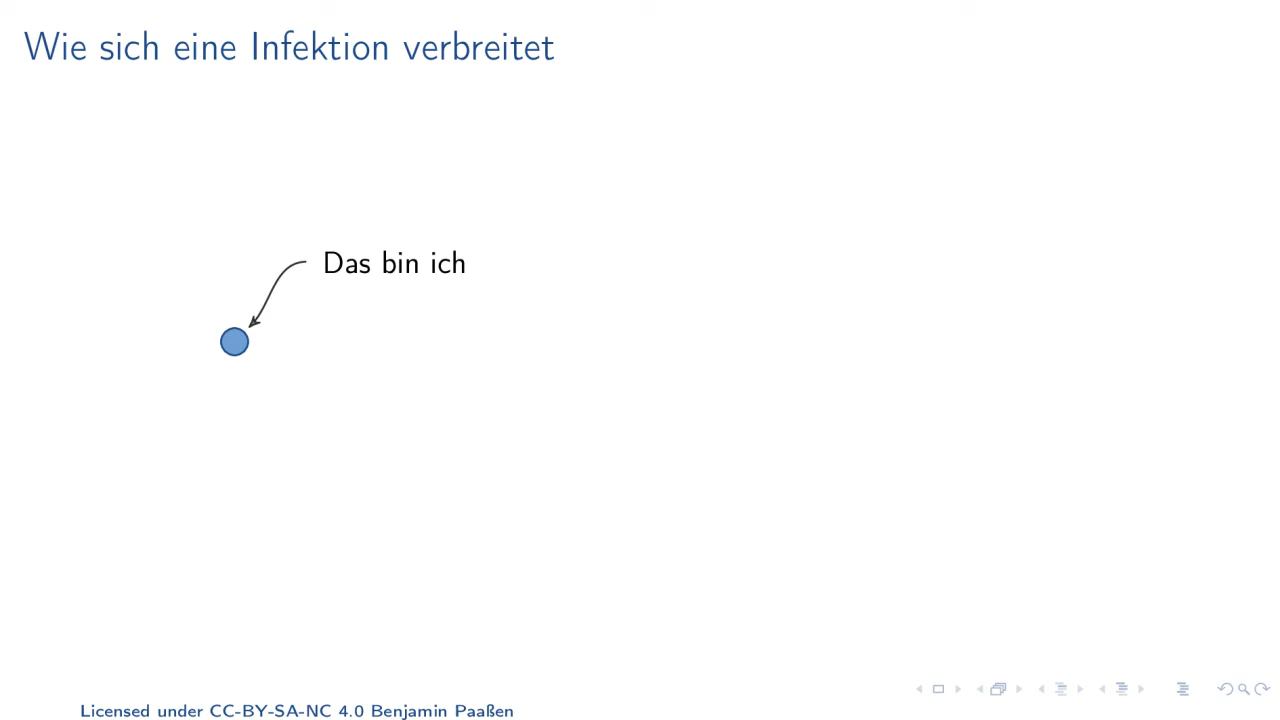 Wie sich eine Infektion verbreitet
Das bin ich
Licensed under CC-BY-SA-NC 4.0 Benjamin Paaßen